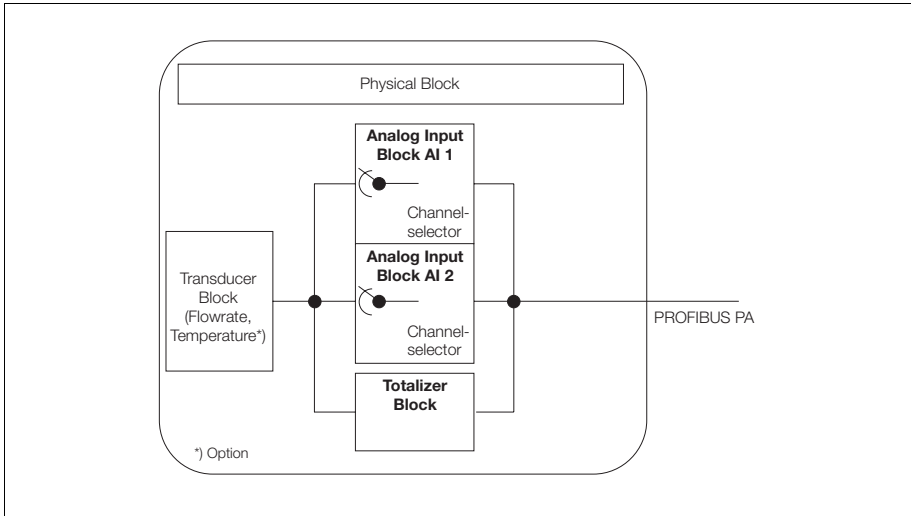 Physical Block
Analog Input
Block AI 1
Channel-
selector
Analog Input
Block AI 2
Channel-
selector
Transducer
Block
(Flowrate,
Temperature*)
PROFIBUS PA
Totalizer
Block
*) Option